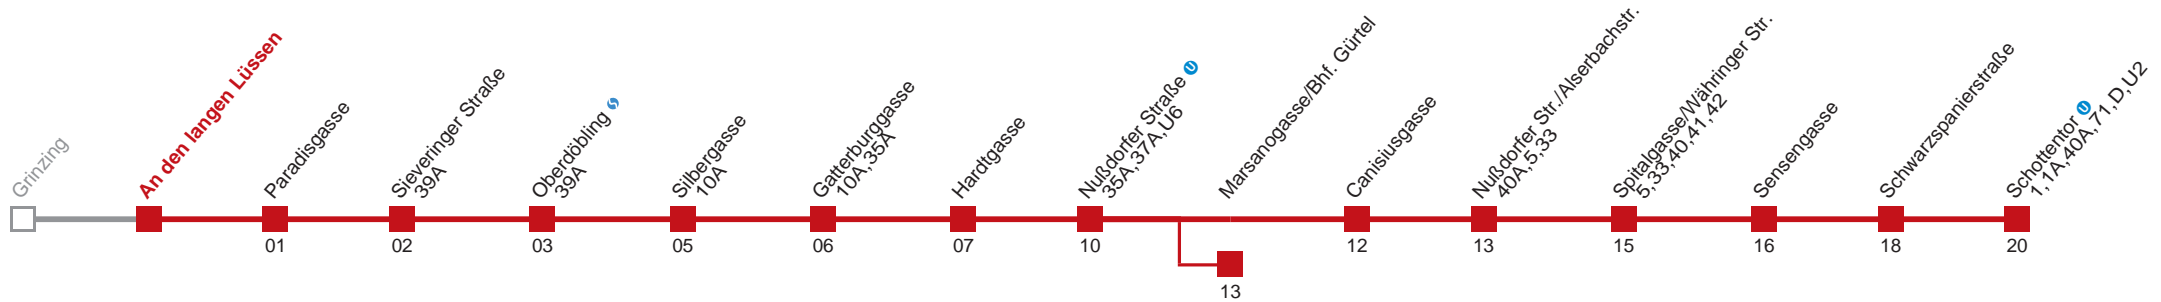 Grinzing
An den langen Lüssen
Paradisgasse
01
Sieveringer Straße
39A
02
Oberdöbling
39A
03
Silbergasse
10A
05
Gatterburggasse
10A,35A
06
Hardtgasse
07
Nußdorfer Straße U
35A,37A,U6
10
Marsanogasse/Bhf. Gürtel
13
Canisiusgasse
12
Nußdorfer Str./Alserbachstr.
40A,5,33
13
Spitalgasse/Währinger Str.
5,33,40,41,42
15
Sensengasse
16
Schwarzspanierstraße
18
Schottentor U
1,1A,40A,71,D,U2
20